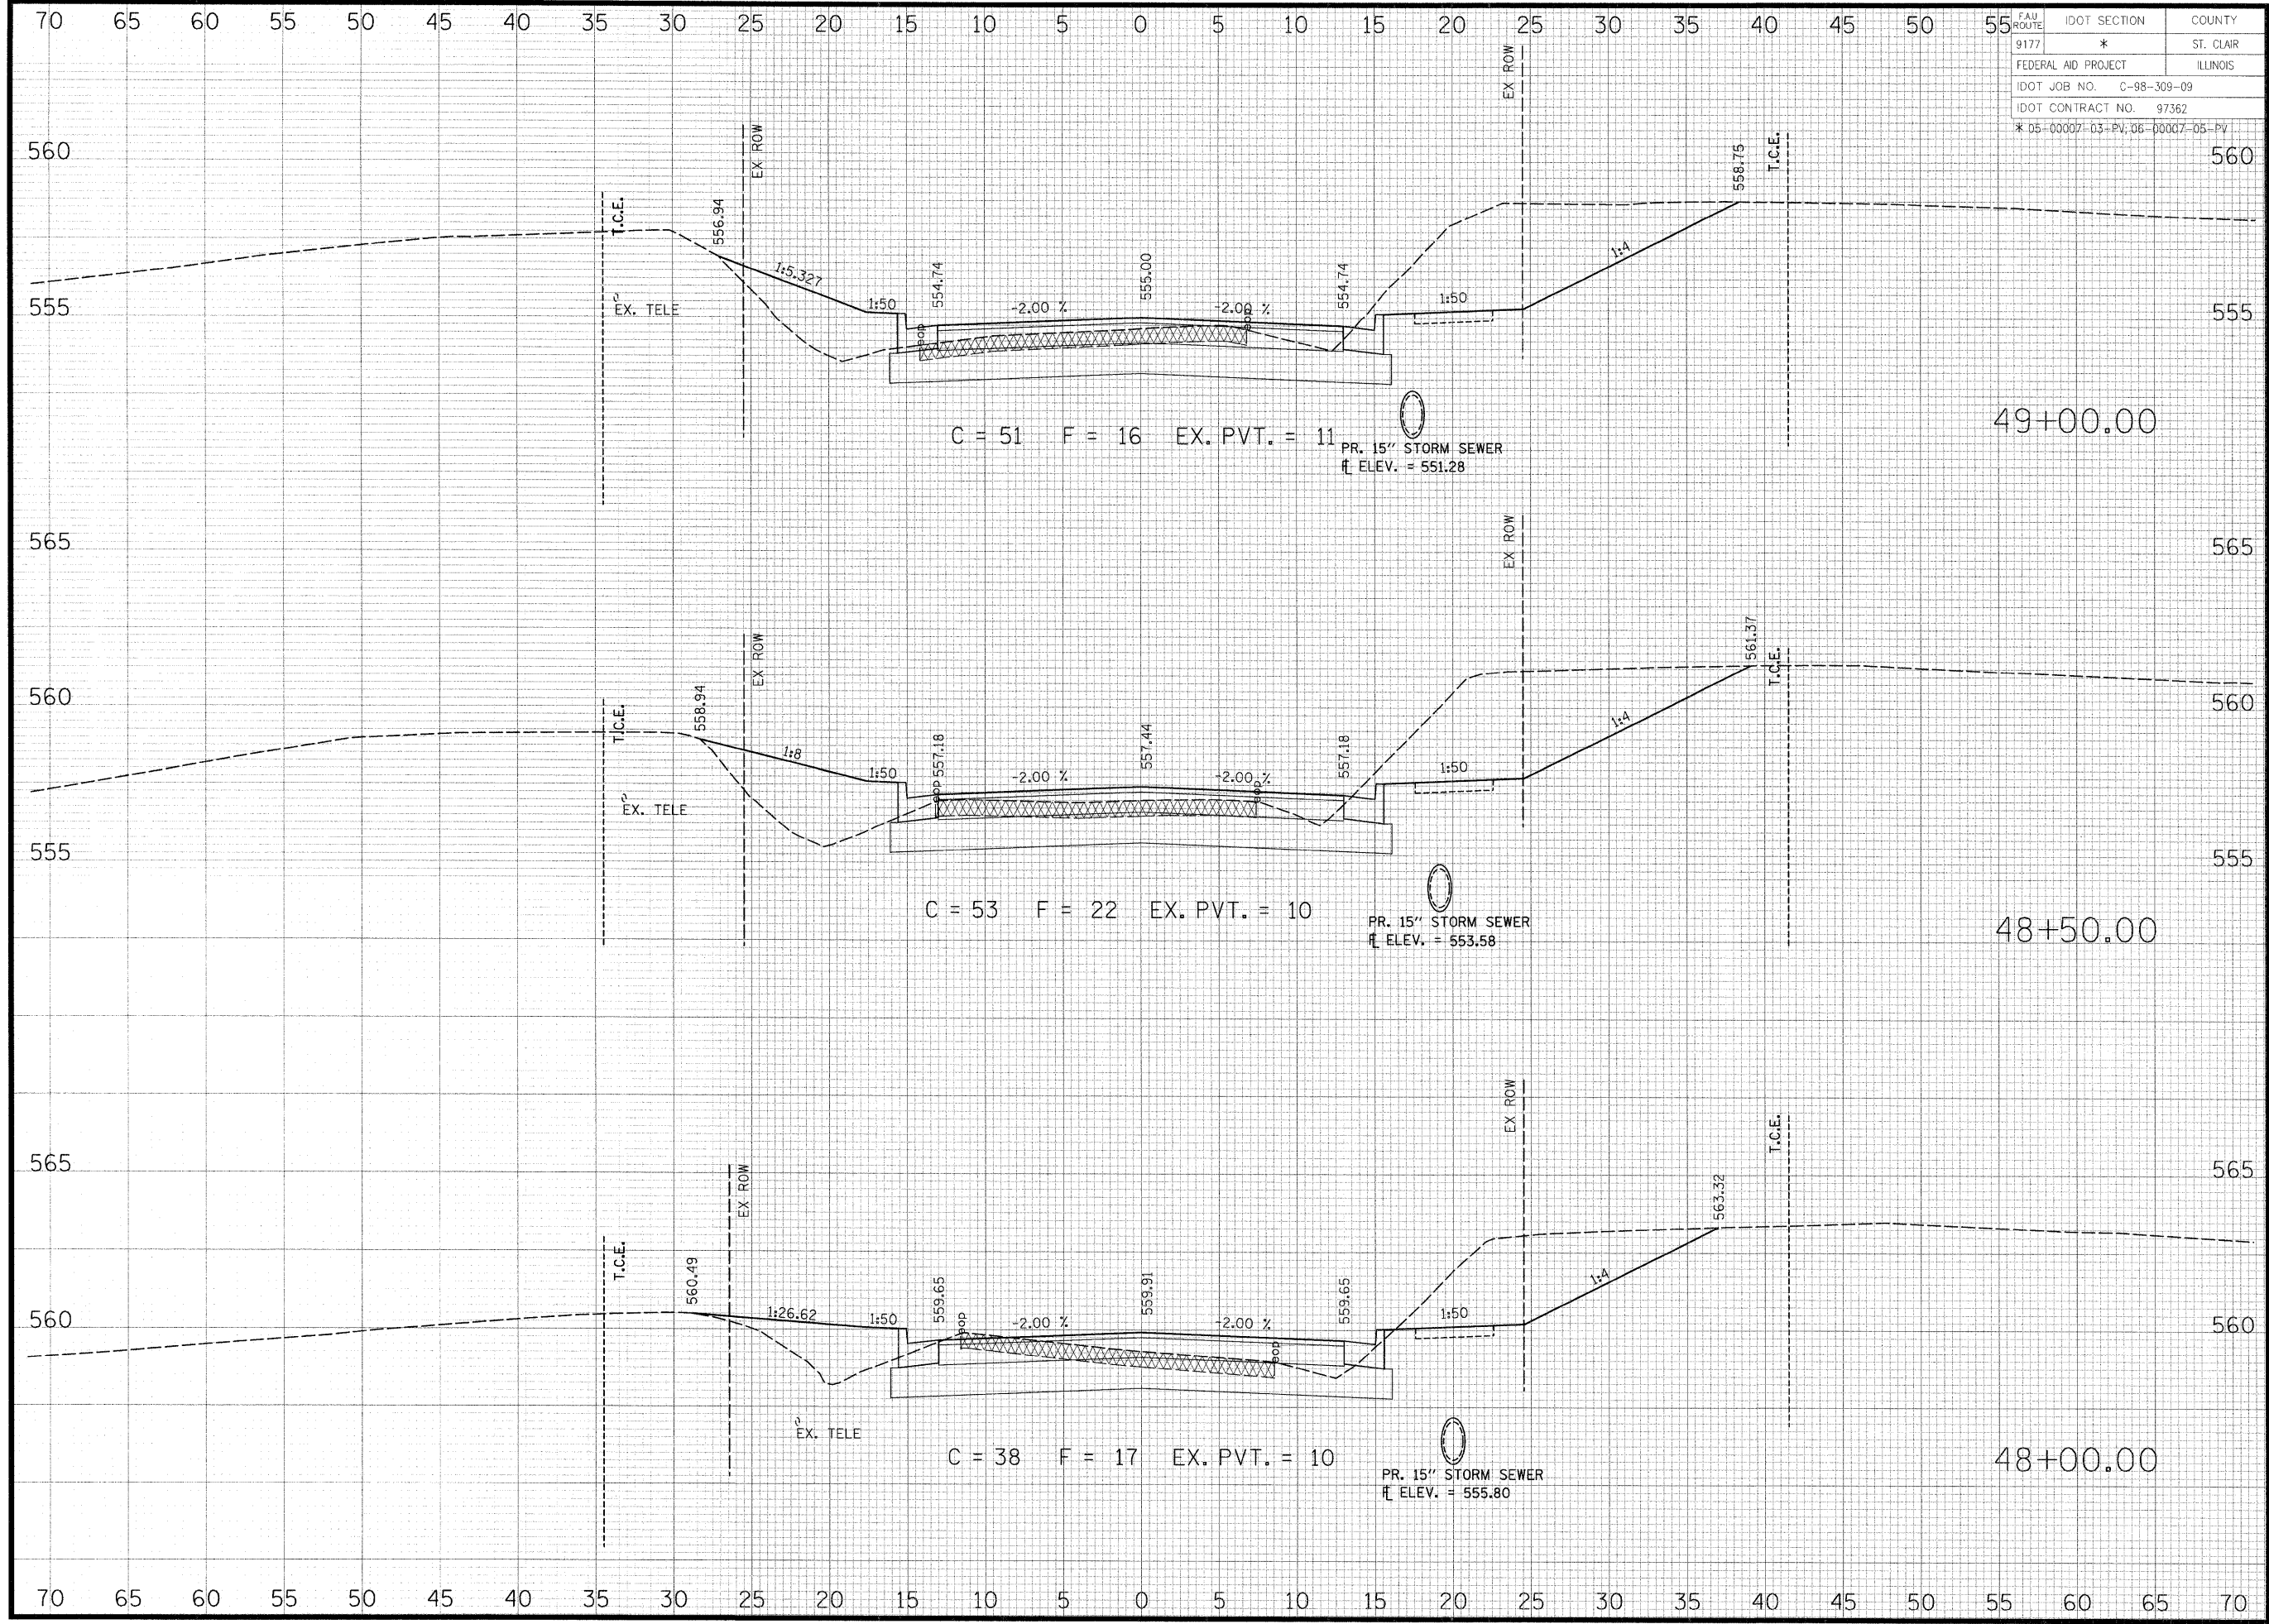 70 65 60 55 50 45 40 35 30 25 20 15 10 5 0 5 10 15 20 25 30 35 40 45 50 55
F.A.U. ROUTE IDOT SECTION COUNTY
9177 * ST. CLAIR
FEDERAL AID PROJECT ILLINOIS
IDOT JOB NO. C-98-309-09
IDOT CONTRACT NO. 97362
* 05-00007-03-PV; 06-00007-05-PV
560 560
555 555
T.C.E.
556.94
EX ROW
EX. TELE
1:5.327
1:50
554.74
eop
-2.00 %
555.00
-2.00 %
eop
554.74
1:50
EX ROW
1:4
558.75
T.C.E.
C = 51 F = 16 EX. PVT. = 11
PR. 15" STORM SEWER
FL ELEV. = 551.28
49+00.00
565 565
560 560
555 555
T.C.E.
558.94
EX ROW
EX. TELE
1:8
1:50
557.18
eop
-2.00 %
557.44
-2.00 %
eop
557.18
1:50
EX ROW
1:4
561.37
T.C.E.
C = 53 F = 22 EX. PVT. = 10
PR. 15" STORM SEWER
FL ELEV. = 553.58
48+50.00
565 565
560 560
T.C.E.
560.49
EX ROW
1:26.62
1:50
559.65
eop
-2.00 %
559.91
-2.00 %
eop
559.65
1:50
EX ROW
1:4
563.32
T.C.E.
EX. TELE
C = 38 F = 17 EX. PVT. = 10
PR. 15" STORM SEWER
FL ELEV. = 555.80
48+00.00
70 65 60 55 50 45 40 35 30 25 20 15 10 5 0 5 10 15 20 25 30 35 40 45 50 55 60 65 70